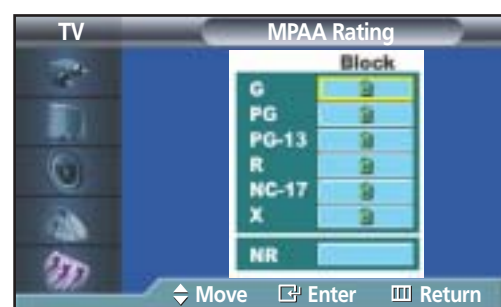 TV MPAA Rating
Block
G
PG
PG-13
R
NC-17
X
NR
Move Enter Return